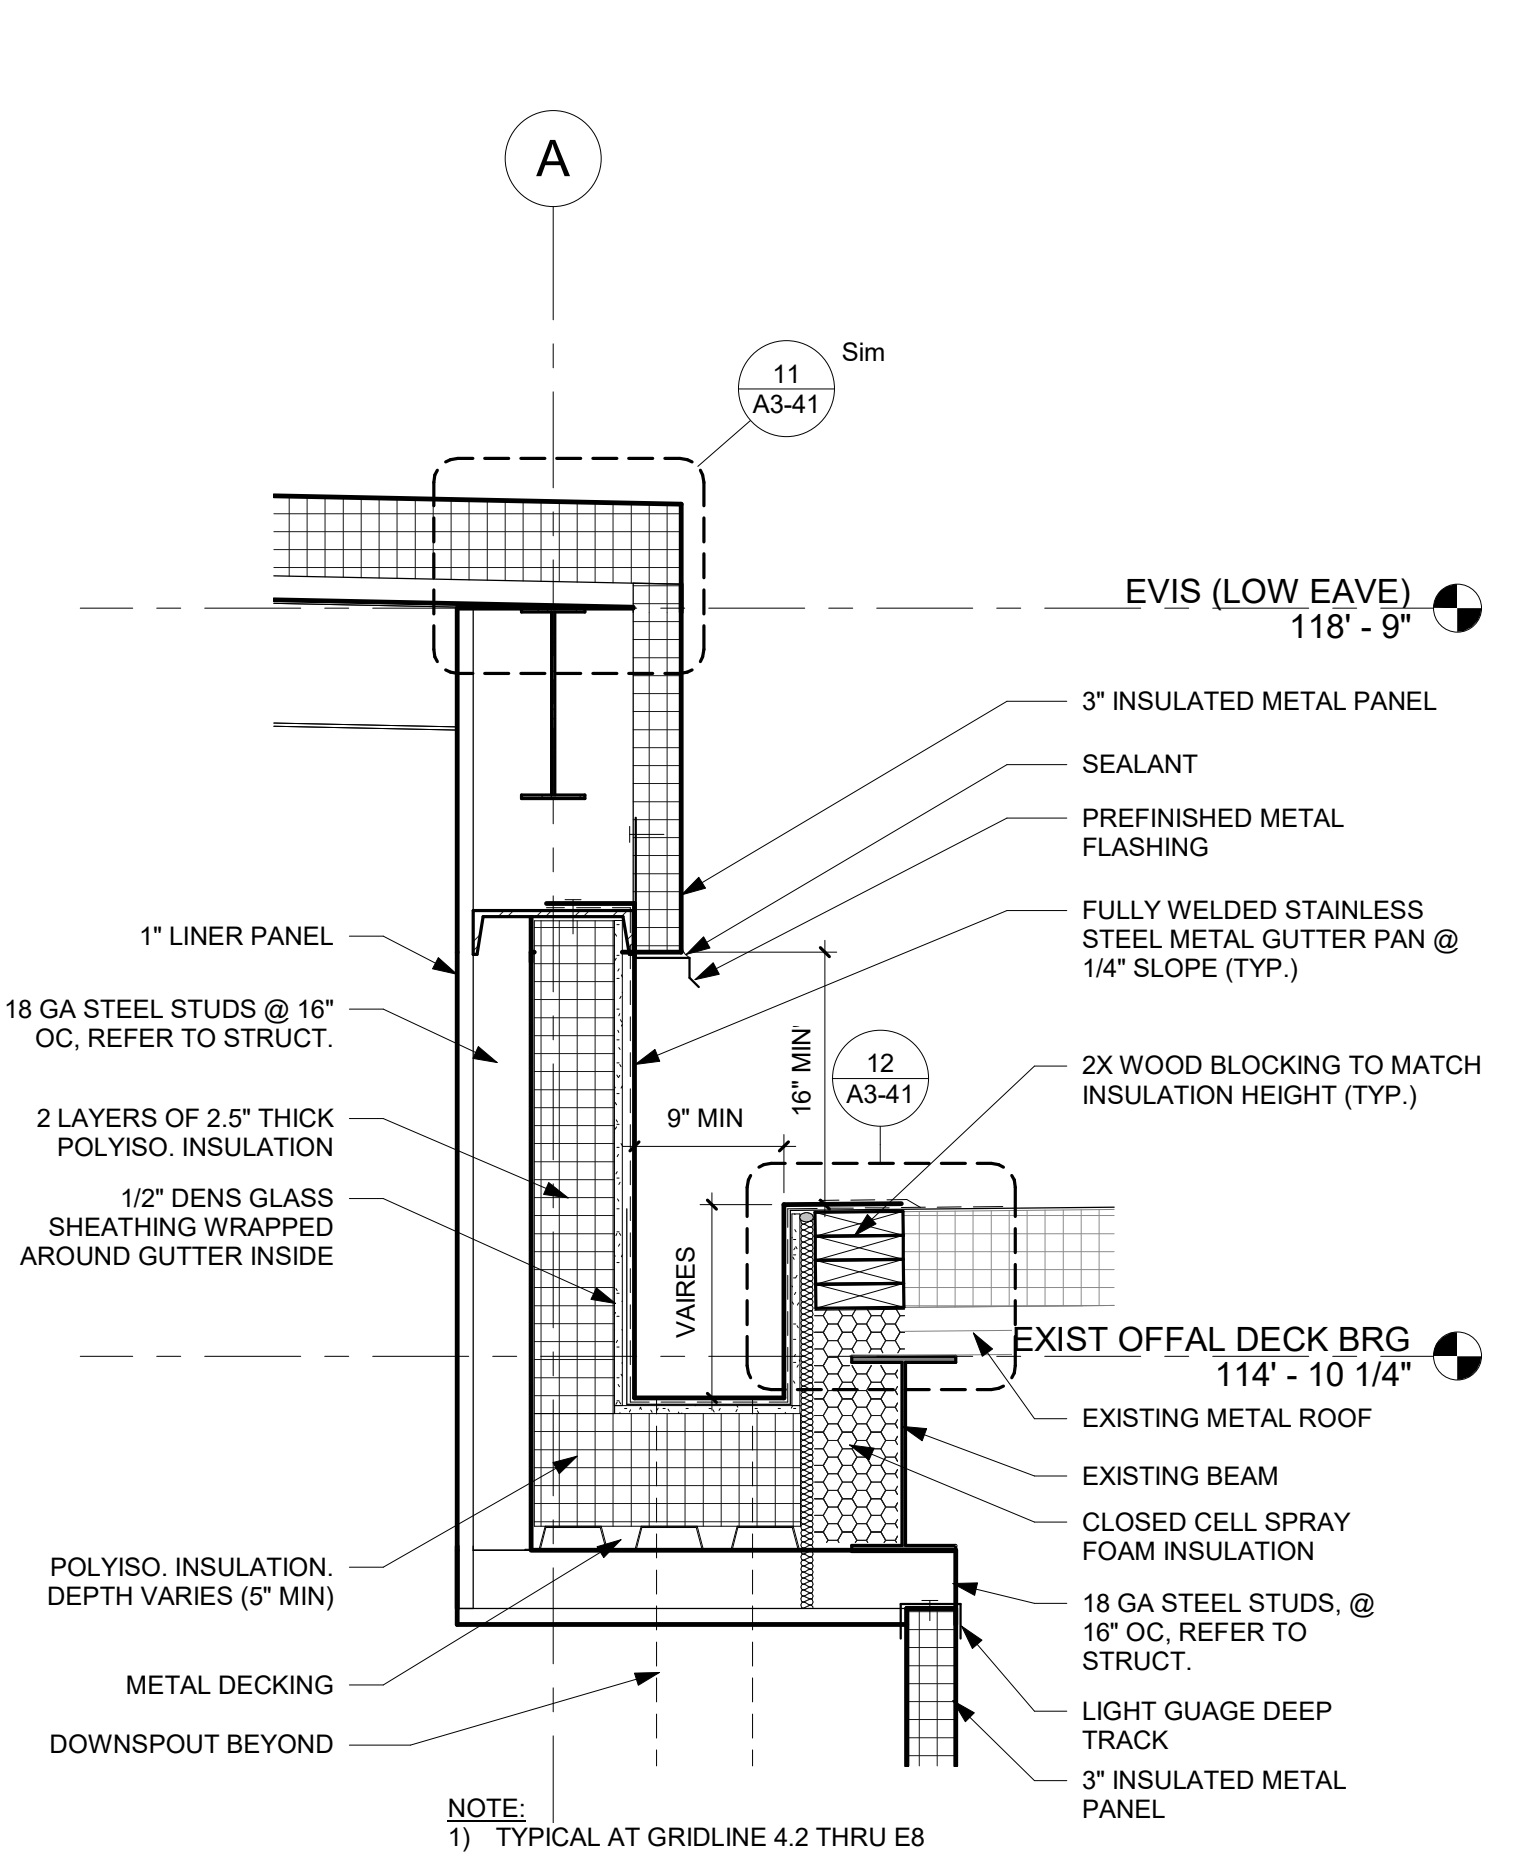 A
Sim
11
A3-41
EVIS (LOW EAVE)
118' - 9"
3" INSULATED METAL PANEL
SEALANT
PREFINISHED METAL
FLASHING
FULLY WELDED STAINLESS
STEEL METAL GUTTER PAN @
1/4" SLOPE (TYP.)
1" LINER PANEL
18 GA STEEL STUDS @ 16"
OC, REFER TO STRUCT.
2 LAYERS OF 2.5" THICK
POLYISO. INSULATION
1/2" DENS GLASS
SHEATHING WRAPPED
AROUND GUTTER INSIDE
9" MIN
16" MIN
12
A3-41
2X WOOD BLOCKING TO MATCH
INSULATION HEIGHT (TYP.)
VAIRES
EXIST OFFAL DECK BRG
114' - 10 1/4"
EXISTING METAL ROOF
EXISTING BEAM
CLOSED CELL SPRAY
FOAM INSULATION
18 GA STEEL STUDS, @
16" OC, REFER TO
STRUCT.
LIGHT GUAGE DEEP
TRACK
3" INSULATED METAL
PANEL
POLYISO. INSULATION.
DEPTH VARIES (5" MIN)
METAL DECKING
DOWNSPOUT BEYOND
NOTE:
1) TYPICAL AT GRIDLINE 4.2 THRU E8